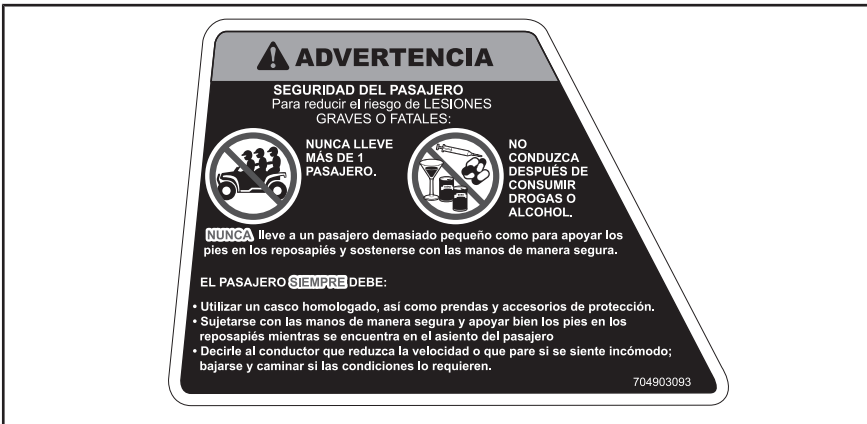 ADVERTENCIA
SEGURIDAD DEL PASAJERO
Para reducir el riesgo de LESIONES
GRAVES O FATALES:
NUNCA LLEVE
MÁS DE 1
PASAJERO.
NO
CONDUZCA
DESPUÉS DE
CONSUMIR
DROGAS O
ALCOHOL.
NUNCA lleve a un pasajero demasiado pequeño como para apoyar los
pies en los reposapiés y sostenerse con las manos de manera segura.
EL PASAJERO SIEMPRE DEBE:
• Utilizar un casco homologado, así como prendas y accesorios de protección.
• Sujetarse con las manos de manera segura y apoyar bien los pies en los
reposapiés mientras se encuentra en el asiento del pasajero
• Decirle al conductor que reduzca la velocidad o que pare si se siente incómodo;
bajarse y caminar si las condiciones lo requieren.
704903093